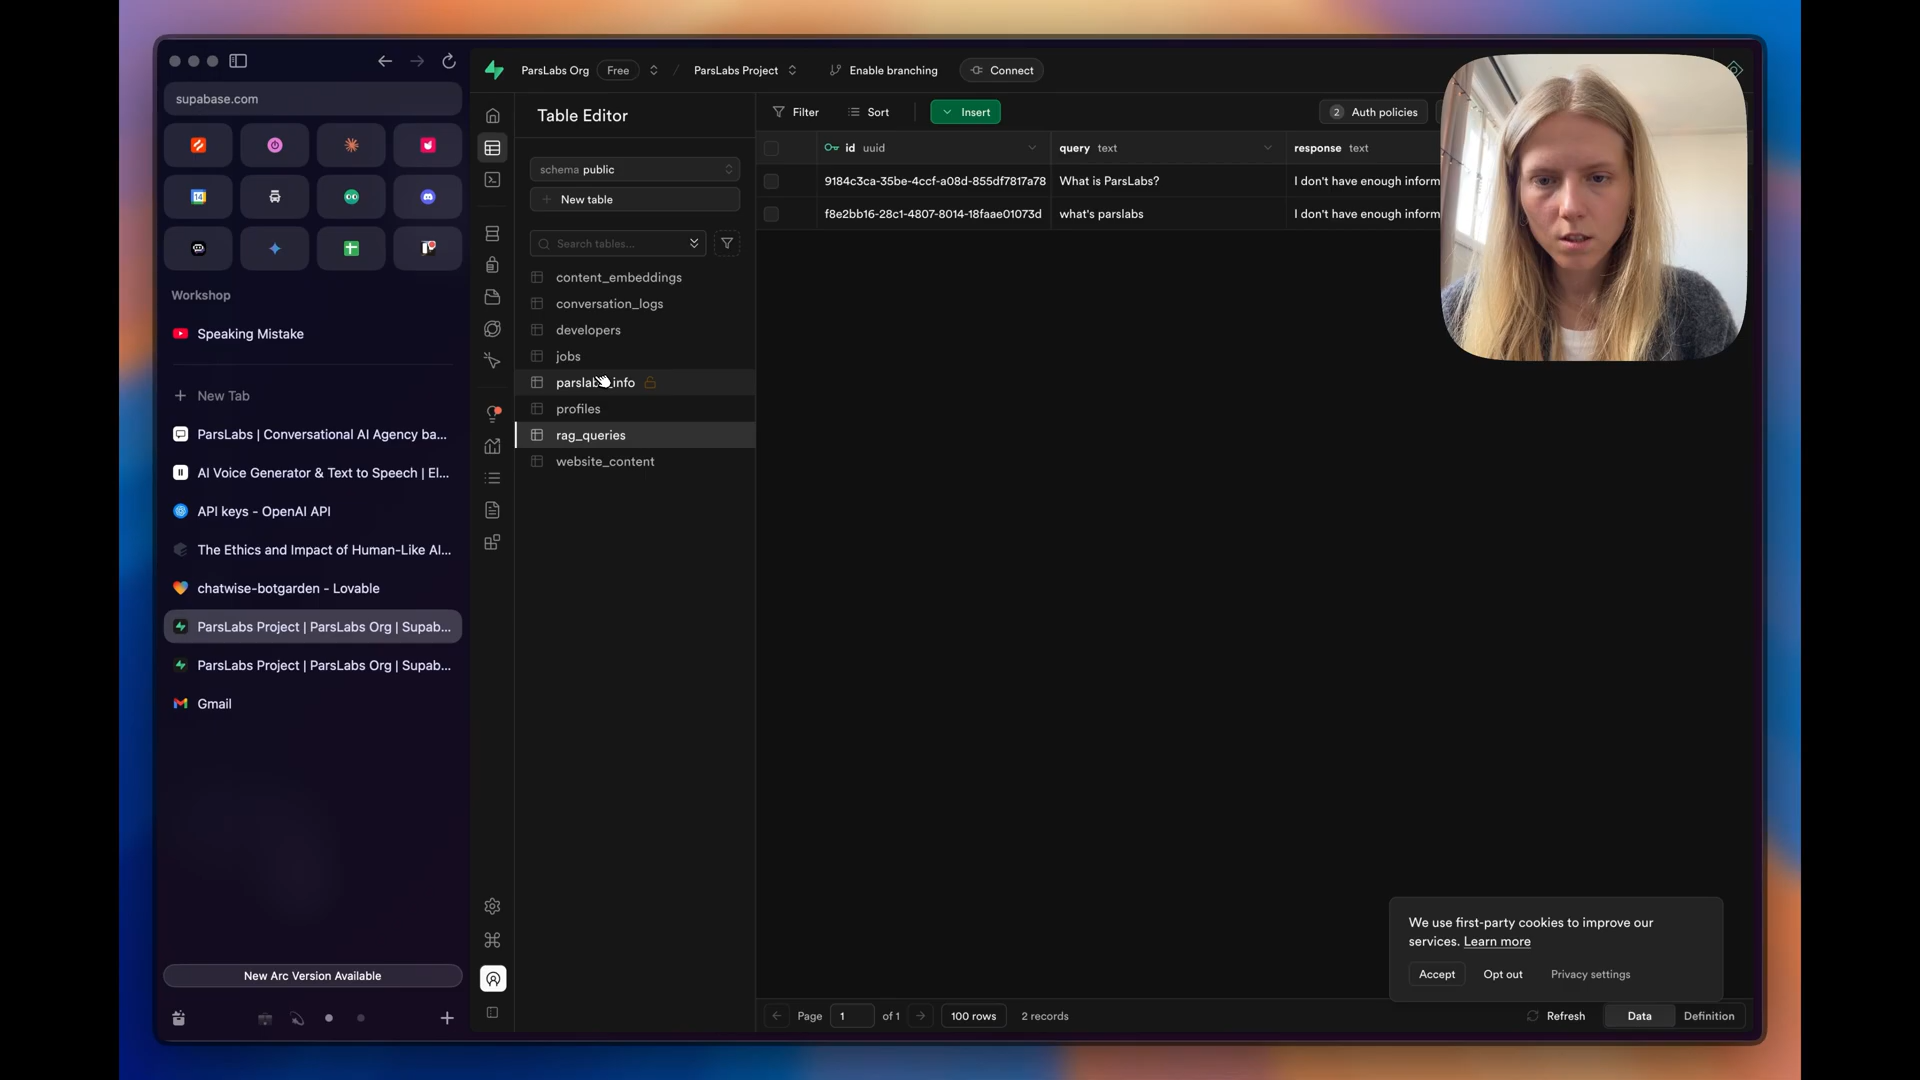 supabase.com
Workshop
Speaking Mistake
New Tab
ParsLabs | Conversational AI Agency ba...
AI Voice Generator & Text to Speech | El...
API keys - OpenAI API
The Ethics and Impact of Human-Like AI...
chatwise-botgarden - Lovable
ParsLabs Project | ParsLabs Org | Supab...
ParsLabs Project | ParsLabs Org | Supab...
Gmail
New Arc Version Available
ParsLabs Org Free / ParsLabs Project Enable branching Connect
Table Editor
schema public
New table
Search tables...
content_embeddings
conversation_logs
developers
jobs
profiles
rag_queries
website_content
Filter Sort Insert 2 Auth policies
id uuid query text response text
9184c3ca-35be-4ccf-a08d-855df7817a78 What is ParsLabs? I don't have enough inform
f8e2bb16-28c1-4807-8014-18faae01073d what's parslabs I don't have enough inform
We use first-party cookies to improve our
services. Learn more
Accept Opt out Privacy settings
Page 1 of 1 100 rows 2 records Refresh Data Definition